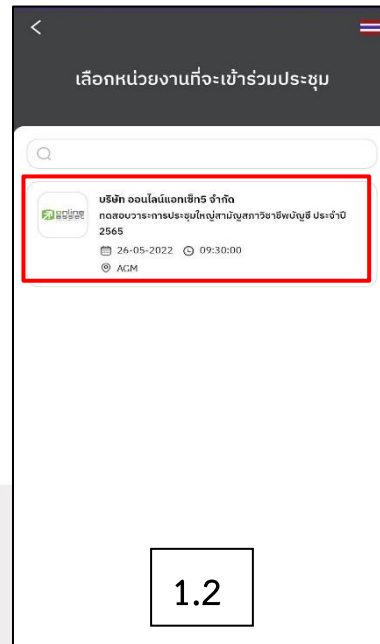 เลือกหน่วยงานที่จะเข้าร่วมประชุม
บริษัท ออนไลน์แอทเซ็ท5 จำกัด
ทดสอบวาระการประชุมใหญ่สามัญสภาวิชาชีพบัญชี ประจำปี
2565
online
asset
26-05-2022 09:30:00
AGM
1.2